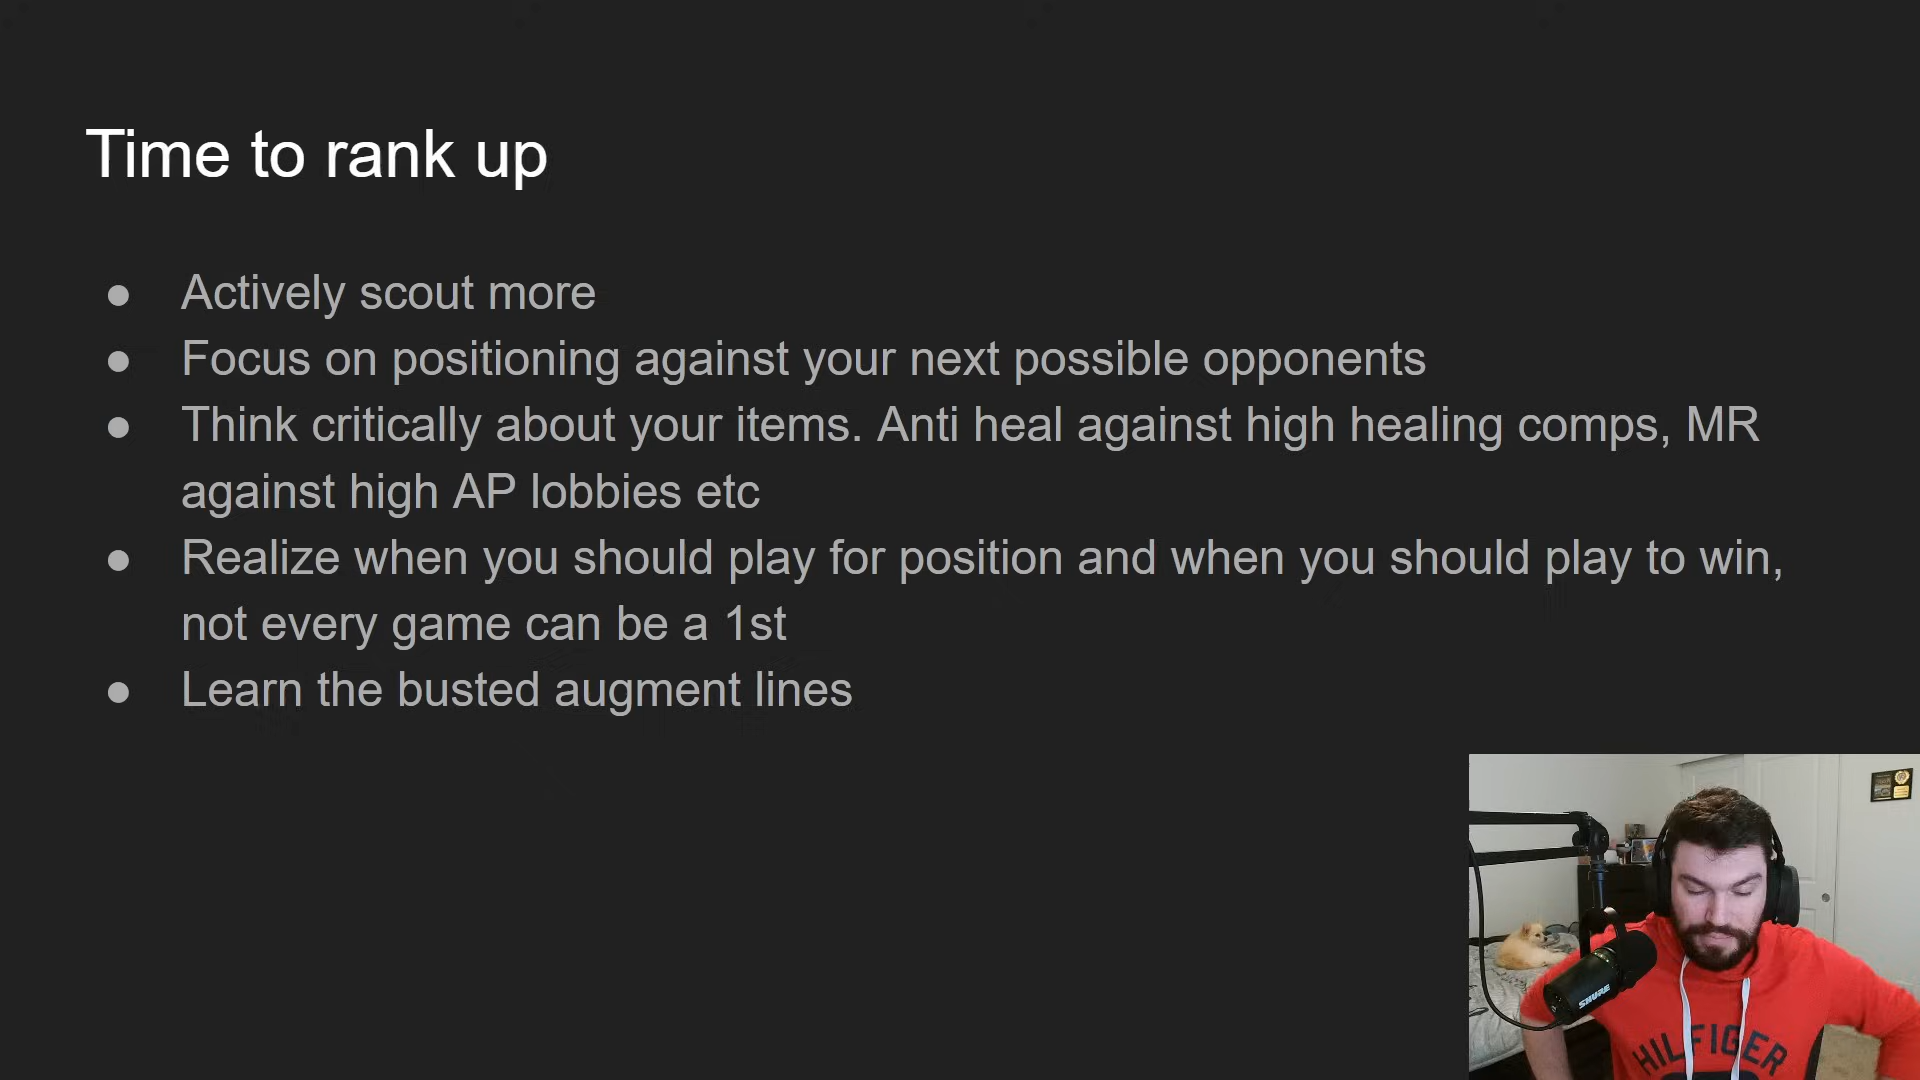 Time to rank up
● Actively scout more
● Focus on positioning against your next possible opponents
● Think critically about your items. Anti heal against high healing comps, MR
against high AP lobbies etc
● Realize when you should play for position and when you should play to win,
not every game can be a 1st
● Learn the busted augment lines
SHURE
HILFIGER